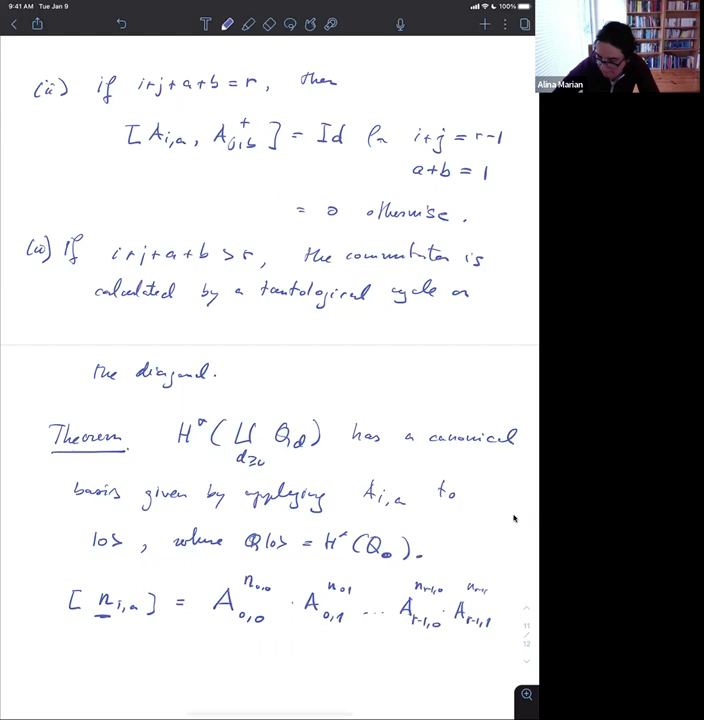 9:41 AM Tue Jan 9
100%
Alina Marian
(ii) if i+j+a+b = r, then
[A_{i,a}, A^+_{j,b}] = Id for i+j = r-1
a+b = 1
= 0 otherwise.
(iii) If i+j+a+b > r, the commutator is
calculated by a tautological cycle on
the diagonal.
Theorem. H^*(⊔_{d≥0} Q_d) has a canonical
basis given by applying A_{i,a} to
|0>, where Q|0> = H^*(Q_0).
[n_{i,a}] = A_{0,0}^{n_{0,0}} · A_{0,1}^{n_{0,1}} ... A_{r-1,0}^{n_{r-1,0}} · A_{r-1,1}^{n_{r-1,1}}
11
/
12